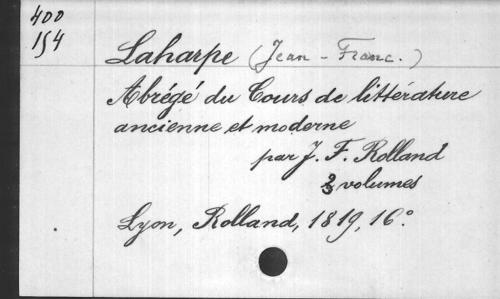 400
154
Laharpe (Jean-Franc.)
Abrégé du Cours de littérature
ancienne et moderne
par J. F. Rolland
volumes
Lyon, Rolland, 1819, 16°